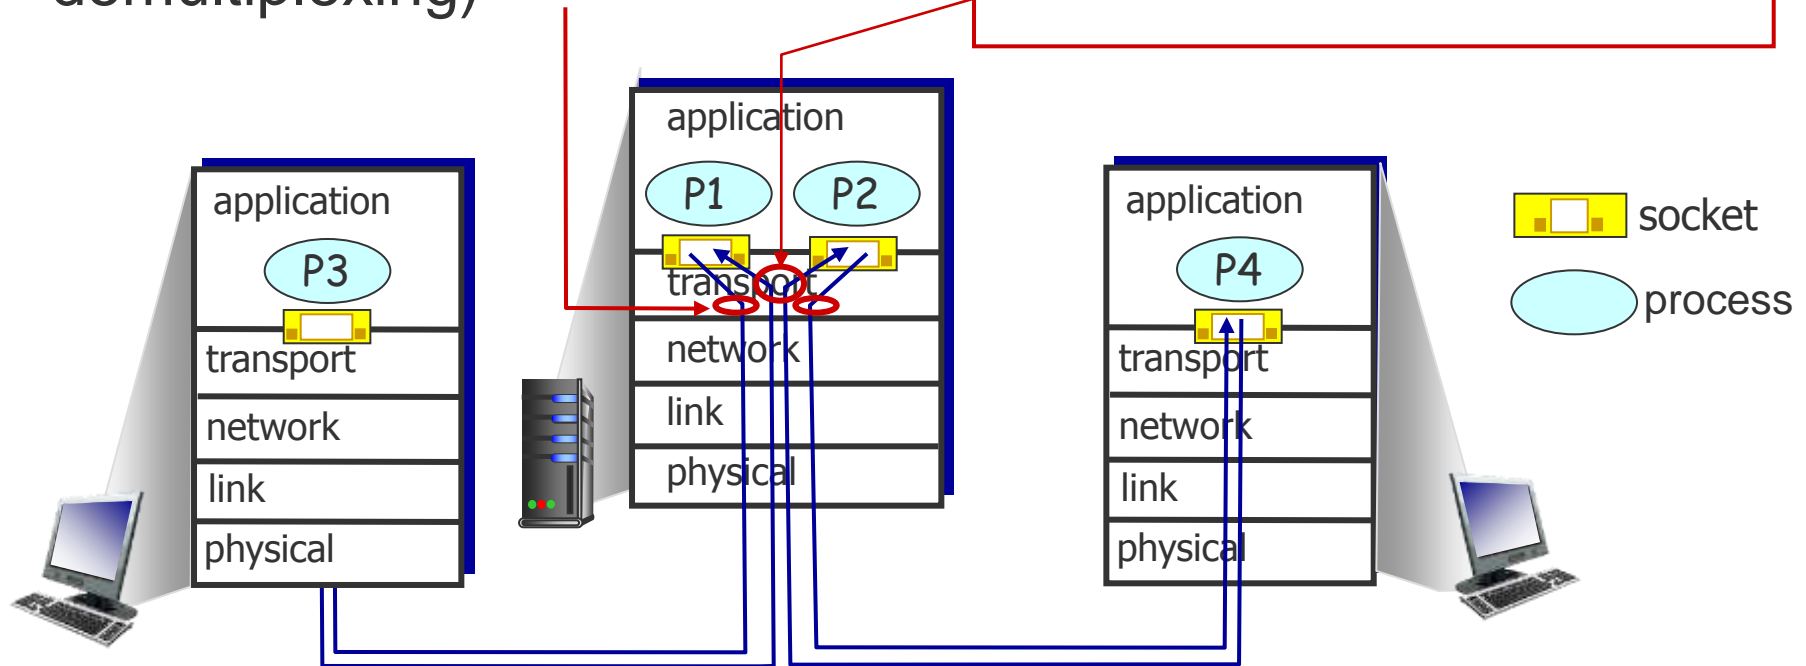 demultiplexing)
application
P1 P2
transport
network
link
physical
application
P3
transport
network
link
physical
application
P4
transport
network
link
physical
socket
process